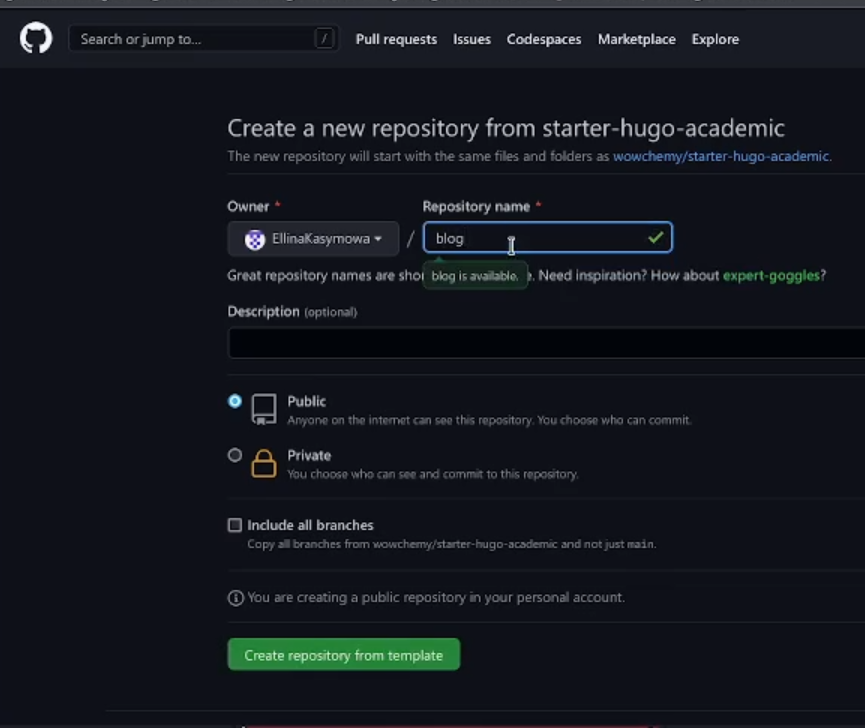 Search or jump to... /
Pull requests Issues Codespaces Marketplace Explore
Create a new repository from starter-hugo-academic
The new repository will start with the same files and folders as wowchemy/starter-hugo-academic.
Owner * Repository name *
EllinaKasymowa / blog
Great repository names are . Need inspiration? How about expert-goggles?
blog is available.
Description (optional)
Public
Anyone on the internet can see this repository. You choose who can commit.
Private
You choose who can see and commit to this repository.
Include all branches
Copy all branches from wowchemy/starter-hugo-academic and not just main.
You are creating a public repository in your personal account.
Create repository from template